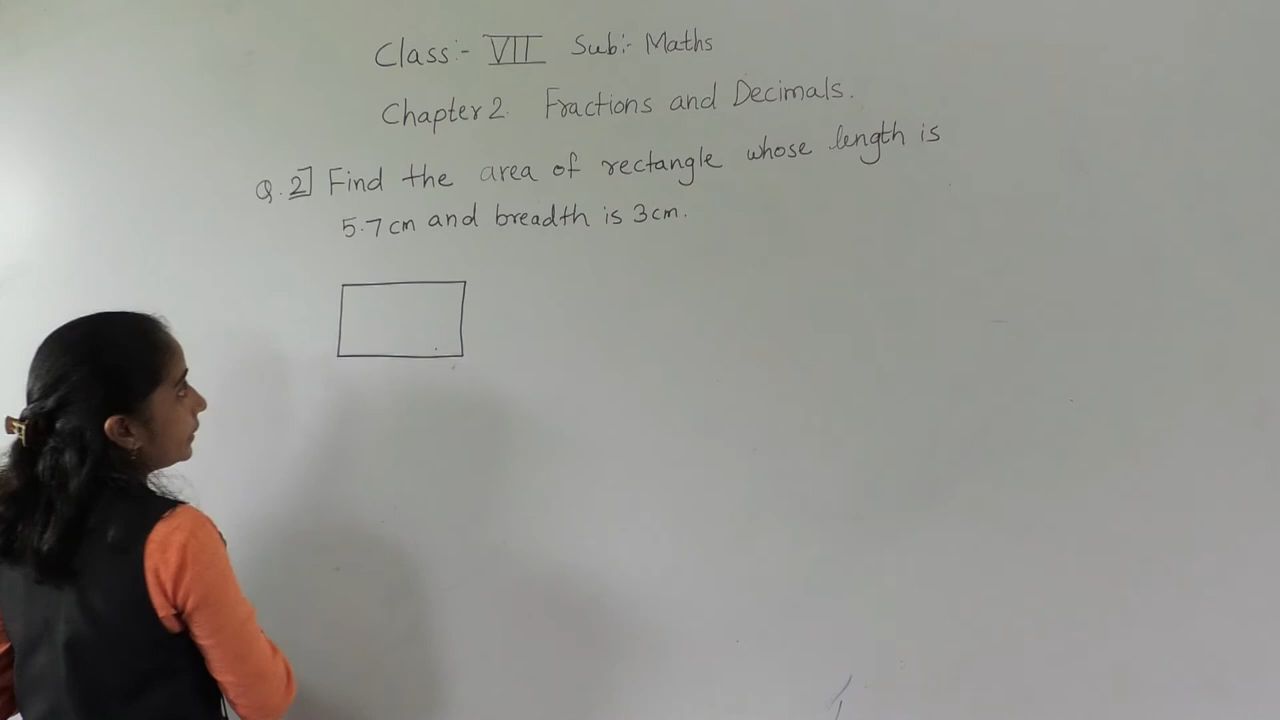 Class:- VII Sub:- Maths
Chapter 2. Fractions and Decimals.
Q.2] Find the area of rectangle whose length is
5.7 cm and breadth is 3 cm.